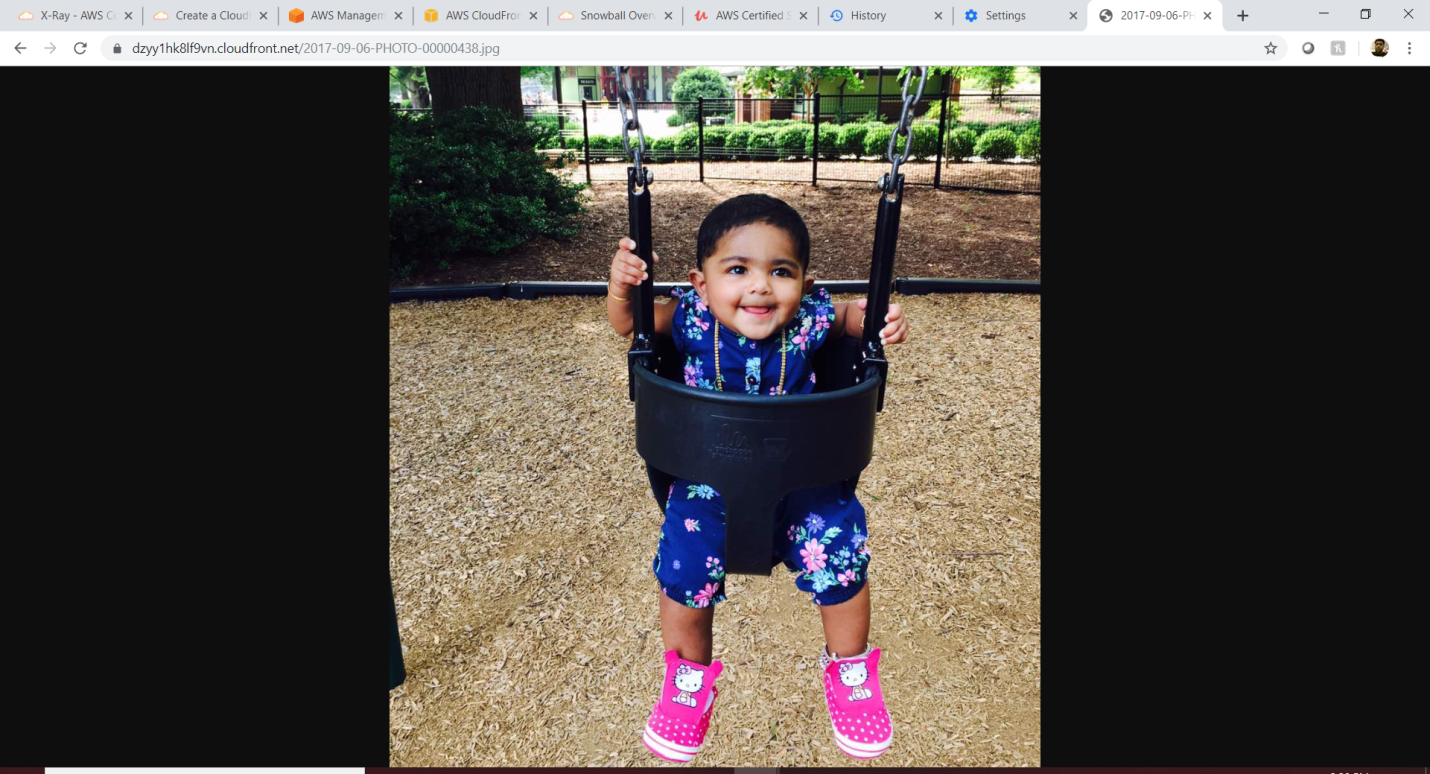 X-Ray - AWS Co
Create a Cloudf
AWS Managem
AWS CloudFron
Snowball Overv
AWS Certified S
History
Settings
2017-09-06-PH
dzyy1hk8lf9vn.cloudfront.net/2017-09-06-PHOTO-00000438.jpg